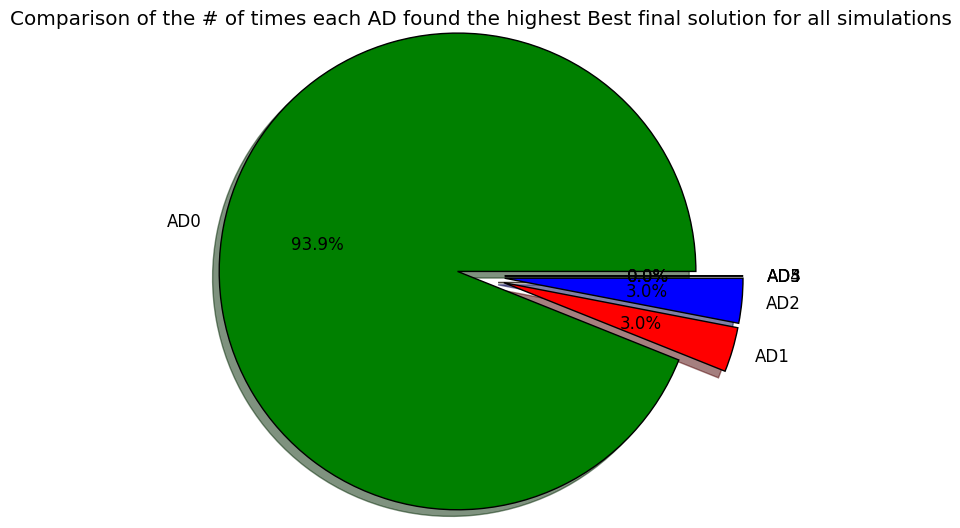 Comparison of the # of times each AD found the highest Best final solution for all simulations
AD0
93.9%
0.0%
3.0%
AD2
3.0%
AD1